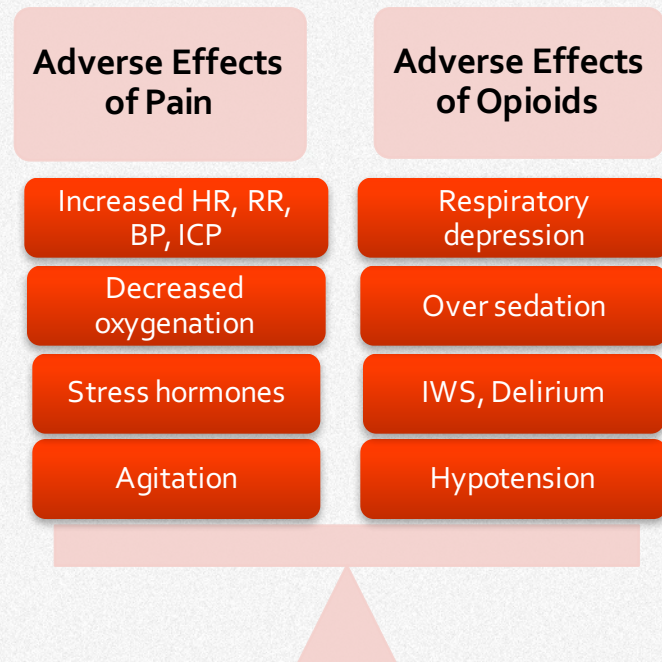 Adverse Effects
of Pain
Increased HR, RR,
BP, ICP
Decreased
oxygenation
Stress hormones
Agitation
Adverse Effects
of Opioids
Respiratory
depression
Over sedation
IWS, Delirium
Hypotension